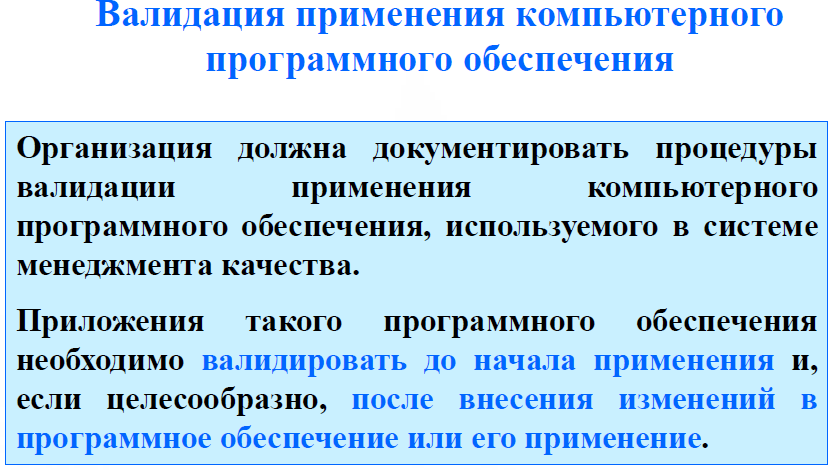 Валидация применения компьютерного
программного обеспечения
Организация должна документировать процедуры
валидации применения компьютерного
программного обеспечения, используемого в системе
менеджмента качества.
Приложения такого программного обеспечения
необходимо валидировать до начала применения и,
если целесообразно, после внесения изменений в
программное обеспечение или его применение.